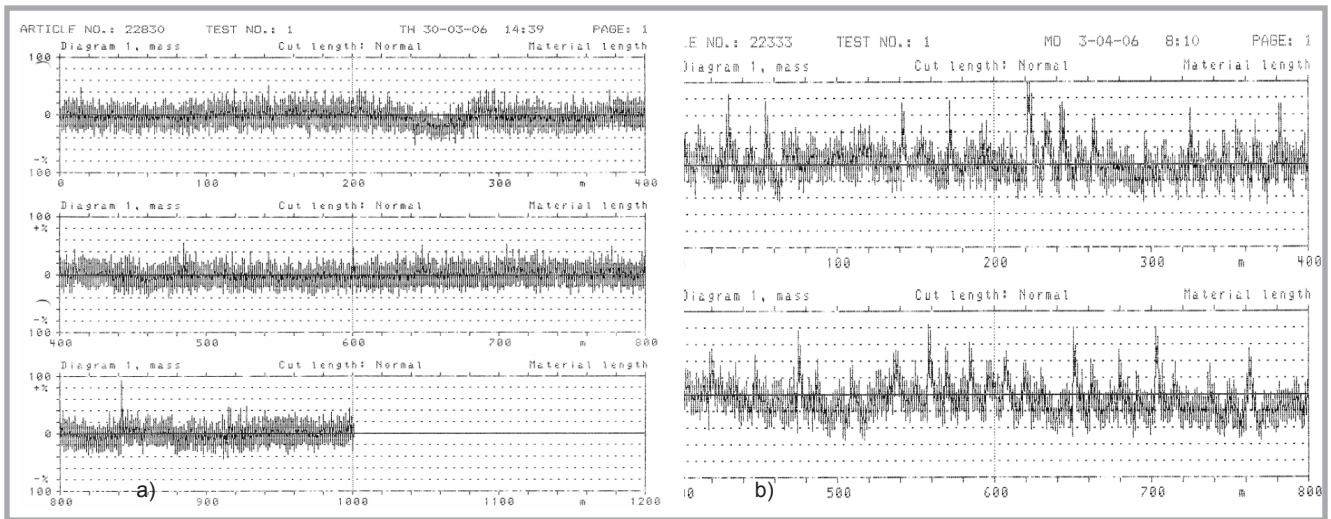 ARTICLE NO.: 22830 TEST NO.: 1 TH 30-03-06 14:39 PAGE: 1
Diagram 1, mass Cut length: Normal Material length
100
0
-%
100
0 100 200 300 m 400
Diagram 1, mass Cut length: Normal Material length
100
+%
0
-%
100
400 500 600 700 m 800
Diagram 1, mass Cut length: Normal Material length
100
+%
0
-%
100
800 900 1000 1100 m 1200
a)
.E NO.: 22333 TEST NO.: 1 MO 3-04-06 8:10 PAGE: 1
Diagram 1, mass Cut length: Normal Material length
100 200 300 m 400
Diagram 1, mass Cut length: Normal Material length
500 600 700 m 800
b)